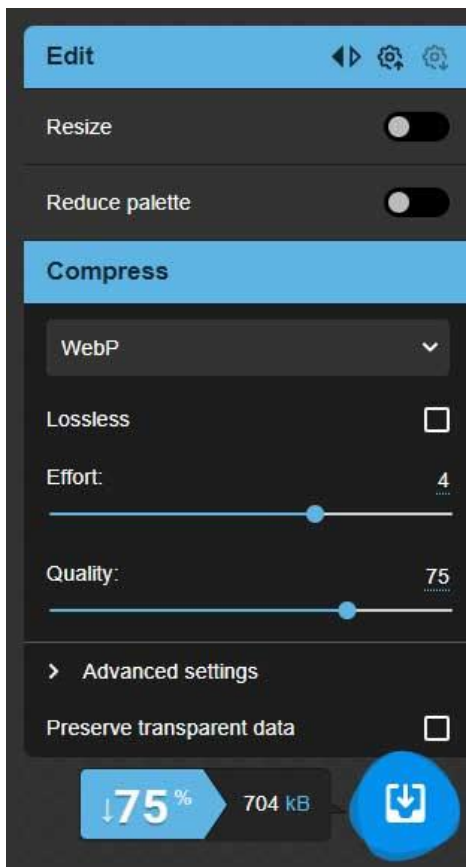 Edit
Resize
Reduce palette
Compress
WebP
Lossless
Effort: 4
Quality: 75
Advanced settings
Preserve transparent data
↓75 % 704 kB